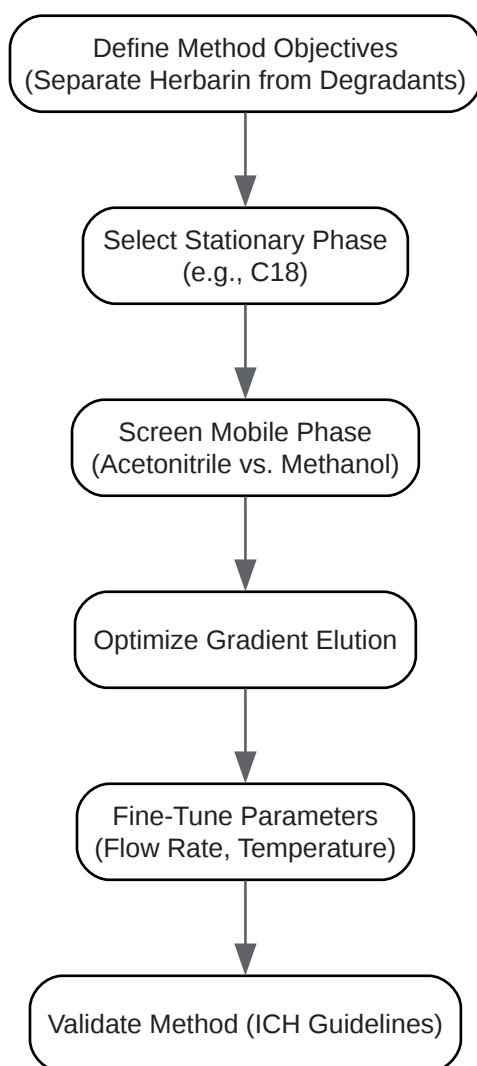 Define Method Objectives
(Separate Herbarin from Degradants)
Select Stationary Phase
(e.g., C18)
Screen Mobile Phase
(Acetonitrile vs. Methanol)
Optimize Gradient Elution
Fine-Tune Parameters
(Flow Rate, Temperature)
Validate Method (ICH Guidelines)